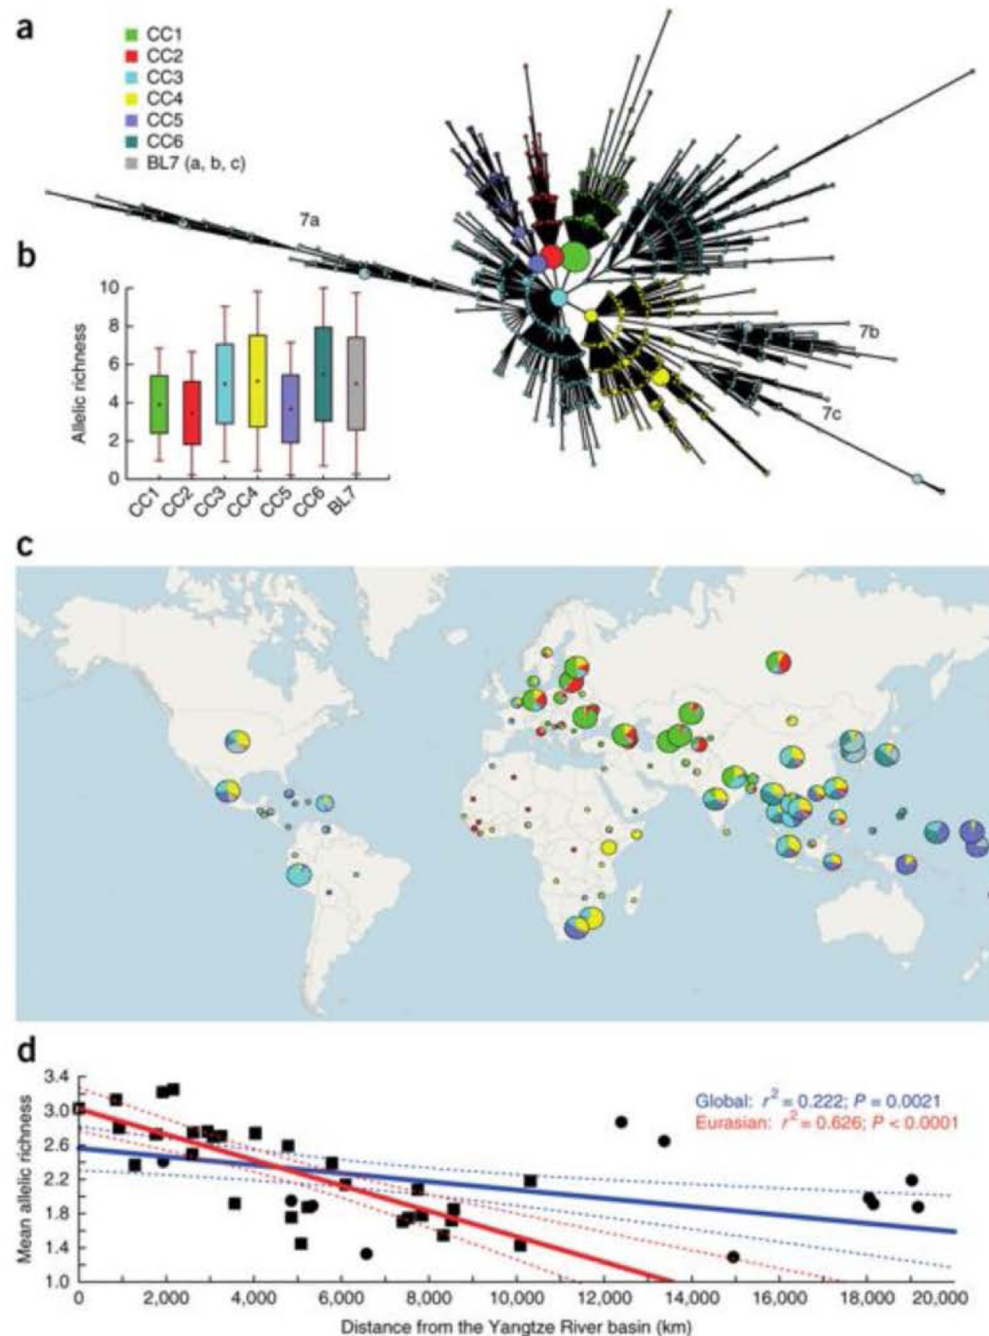 a
CC1
CC2
CC3
CC4
CC5
CC6
BL7 (a, b, c)
7a
7b
7c
b
Allelic richness
10
8
6
4
2
0
CC1
CC2
CC3
CC4
CC5
CC6
BL7
c
d
Mean allelic richness
3.4
3.0
2.6
2.2
1.8
1.4
1.0
Global: r² = 0.222; P = 0.0021
Eurasian: r² = 0.626; P < 0.0001
0
2,000
4,000
6,000
8,000
10,000
12,000
14,000
16,000
18,000
20,000
Distance from the Yangtze River basin (km)